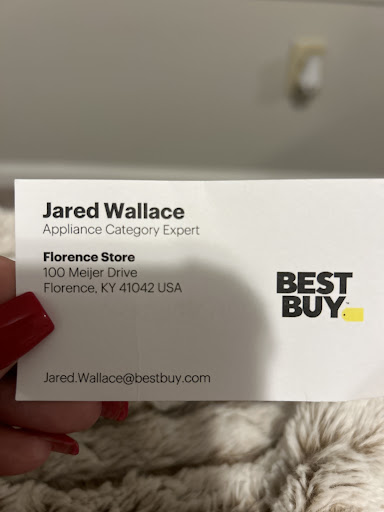 Jared Wallace
Appliance Category Expert
Florence Store
100 Meijer Drive
Florence, KY 41042 USA
BEST
BUY™
Jared.Wallace@bestbuy.com